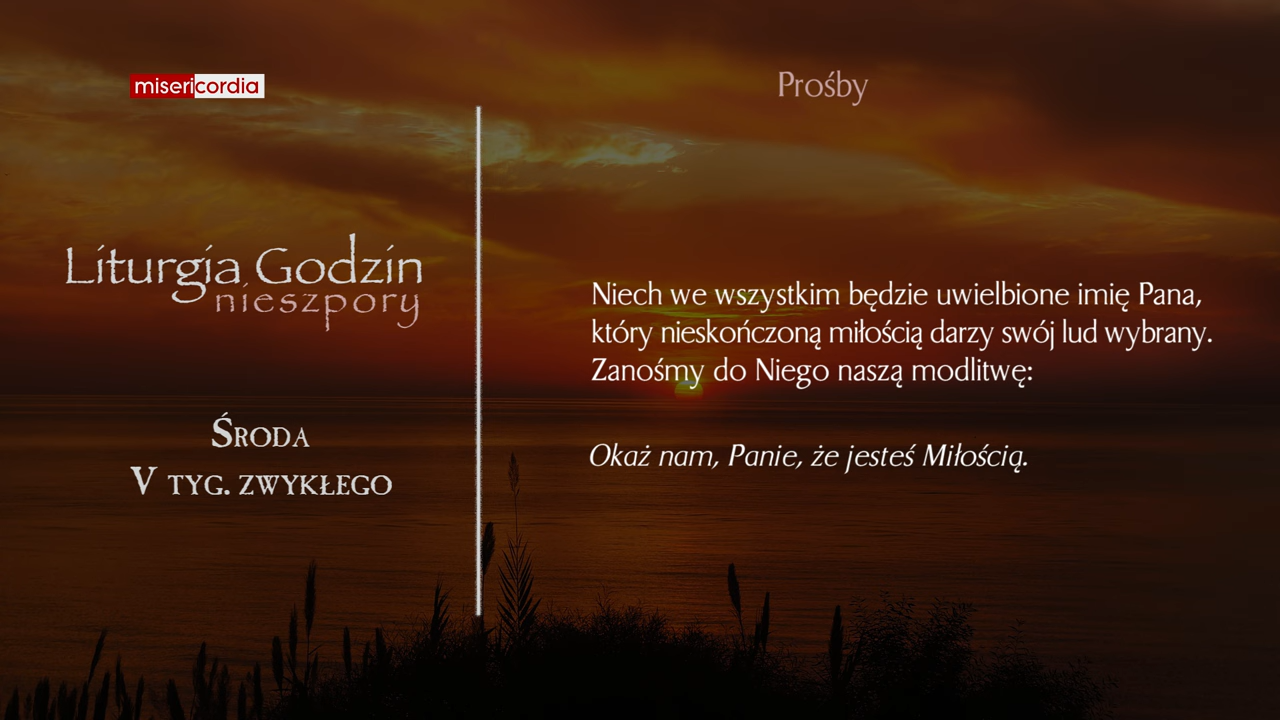 misericordia
Prośby
Liturgia Godzin
nieszpory
Środa
V tyg. zwykłego
Niech we wszystkim będzie uwielbione imię Pana,
który nieskończoną miłością darzy swój lud wybrany.
Zanośmy do Niego naszą modlitwę:
Okaż nam, Panie, że jesteś Miłością.